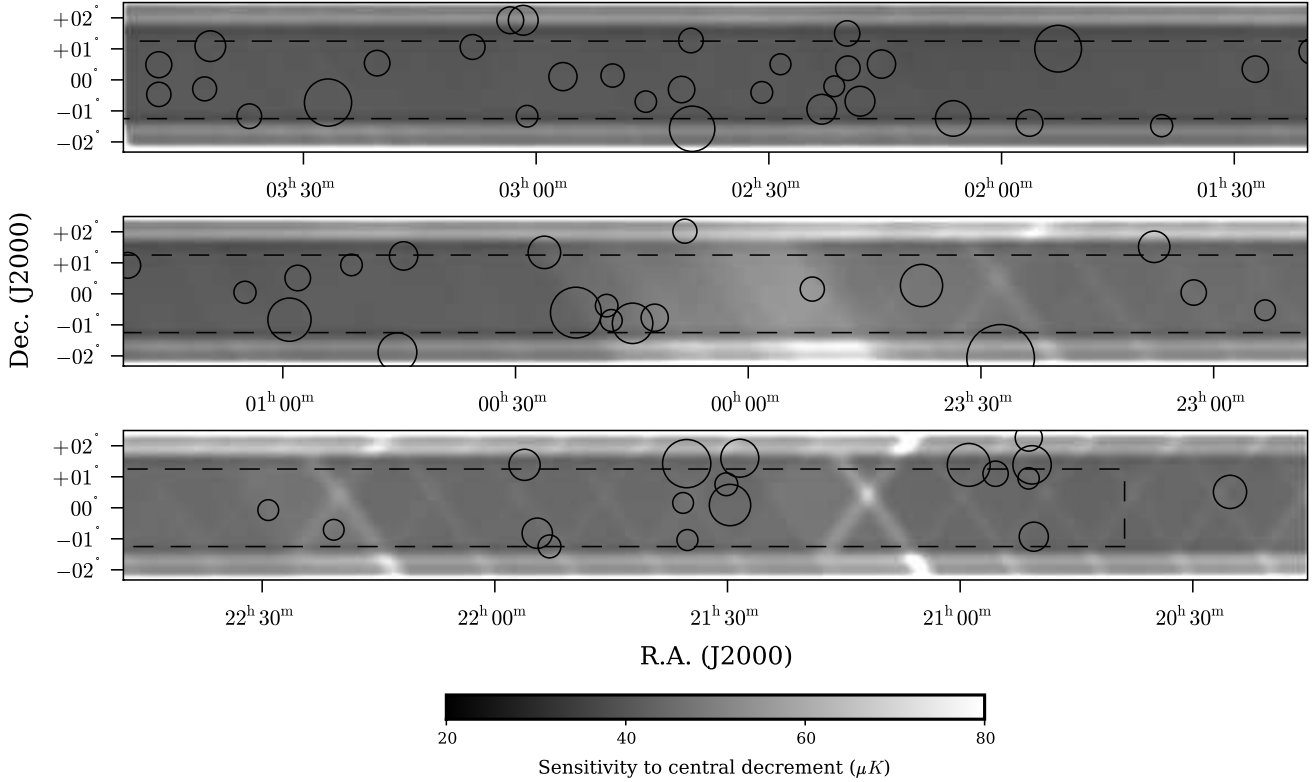 +02°
+01°
00°
−01°
−02°
03ʰ 30ᵐ 03ʰ 00ᵐ 02ʰ 30ᵐ 02ʰ 00ᵐ 01ʰ 30ᵐ
Dec. (J2000)
+02°
+01°
00°
−01°
−02°
01ʰ 00ᵐ 00ʰ 30ᵐ 00ʰ 00ᵐ 23ʰ 30ᵐ 23ʰ 00ᵐ
+02°
+01°
00°
−01°
−02°
22ʰ 30ᵐ 22ʰ 00ᵐ 21ʰ 30ᵐ 21ʰ 00ᵐ 20ʰ 30ᵐ
R.A. (J2000)
20 40 60 80
Sensitivity to central decrement (μK)